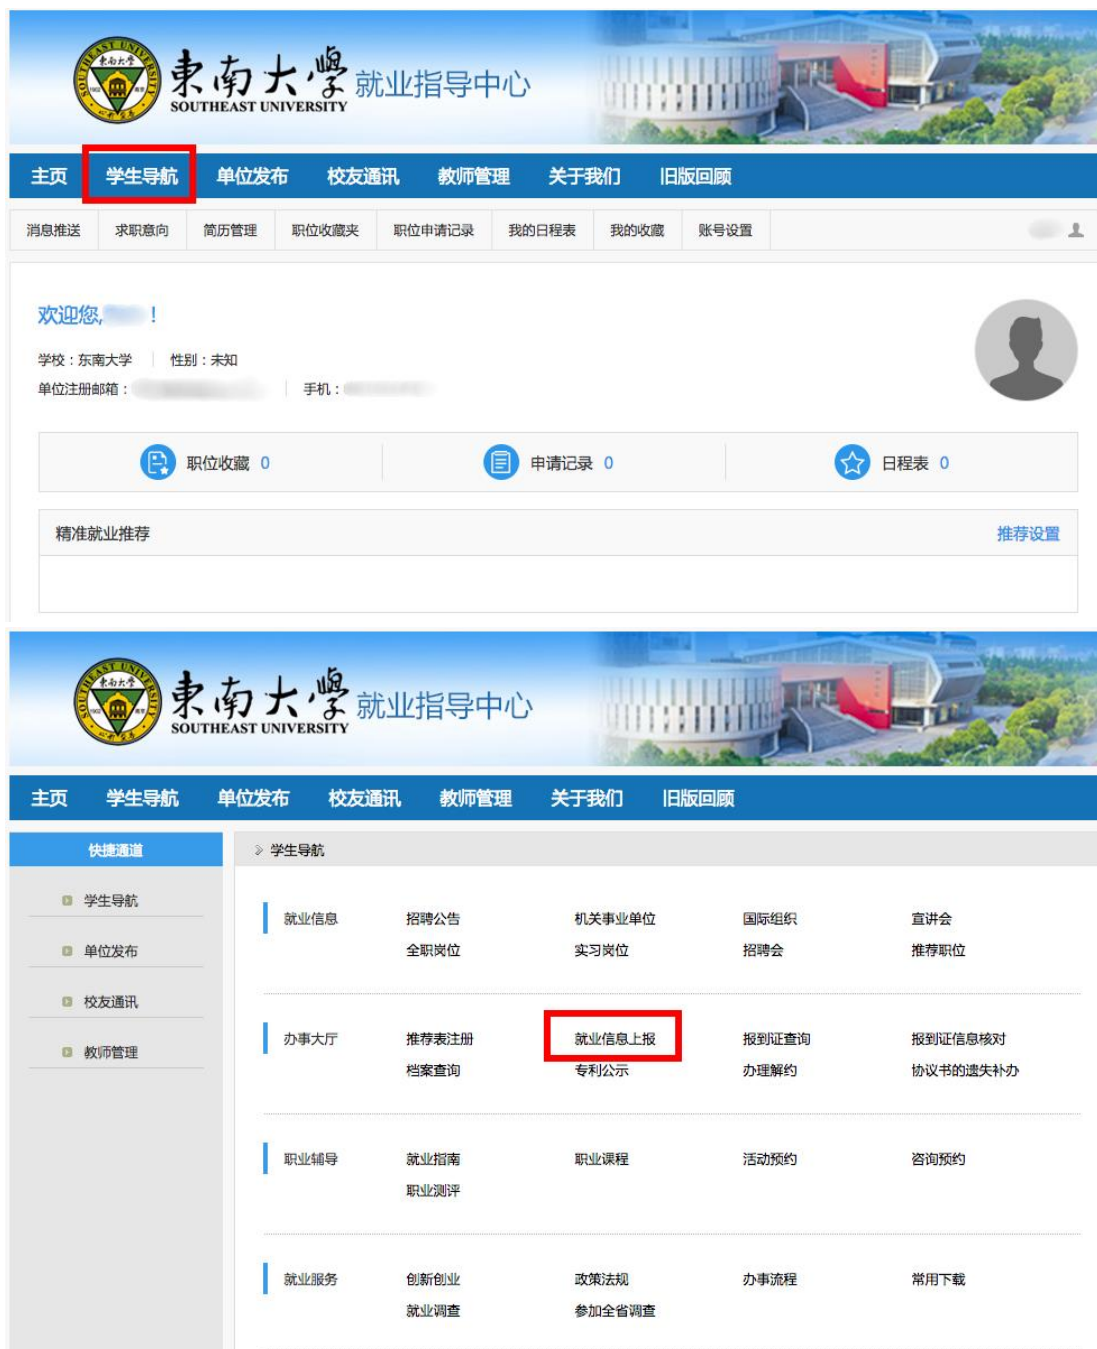 東南大學 就业指导中心
SOUTHEAST UNIVERSITY
主页 学生导航 单位发布 校友通讯 教师管理 关于我们 旧版回顾
消息推送 求职意向 简历管理 职位收藏夹 职位申请记录 我的日程表 我的收藏 账号设置
欢迎您, !
学校：东南大学 性别：未知
单位注册邮箱： 手机：
职位收藏 0 申请记录 0 日程表 0
精准就业推荐 推荐设置
東南大學 就业指导中心
SOUTHEAST UNIVERSITY
主页 学生导航 单位发布 校友通讯 教师管理 关于我们 旧版回顾
快捷通道
学生导航
单位发布
校友通讯
教师管理
学生导航
就业信息 招聘公告 机关事业单位 国际组织 宣讲会
全职岗位 实习岗位 招聘会 推荐职位
办事大厅 推荐表注册 就业信息上报 报到证查询 报到证信息核对
档案查询 专利公示 办理解约 协议书的遗失补办
职业辅导 就业指南 职业课程 活动预约 咨询预约
职业测评
就业服务 创新创业 政策法规 办事流程 常用下载
就业调查 参加全省调查